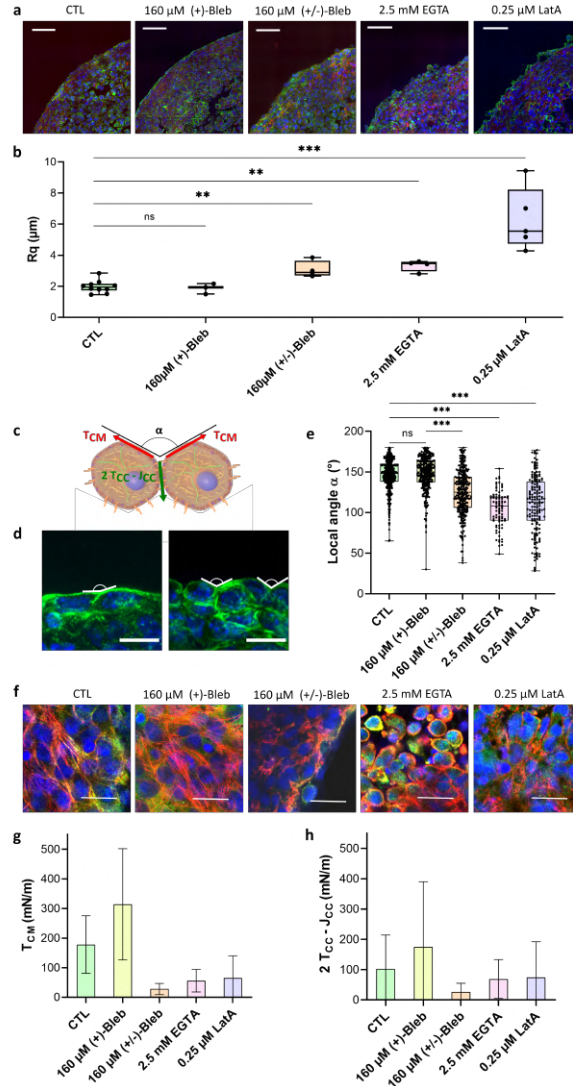 a
CTL
160 µM (+)-Bleb
160 µM (+/-)-Bleb
2.5 mM EGTA
0.25 µM LatA
b
***
**
**
ns
10
8
6
4
2
0
Rq (µm)
CTL
160µM (+)-Bleb
160µM (+/-)-Bleb
2.5 mM EGTA
0.25 µM LatA
c
α
TCM
TCM
2 TCC - JCC
d
e
***
***
ns
***
200
150
100
50
0
Local angle α (°)
CTL
160 µM (+)-Bleb
160 µM (+/-)-Bleb
2.5 mM EGTA
0.25 µM LatA
f
CTL
160 µM (+)-Bleb
160 µM (+/-)-Bleb
2.5 mM EGTA
0.25 µM LatA
g
500
400
300
200
100
0
TCM (mN/m)
CTL
160 µM (+)-Bleb
160 µM (+/-)-Bleb
2.5 mM EGTA
0.25 µM LatA
h
500
400
300
200
100
0
2 TCC - JCC (mN/m)
CTL
160 µM (+)-Bleb
160 µM (+/-)-Bleb
2.5 mM EGTA
0.25 µM LatA